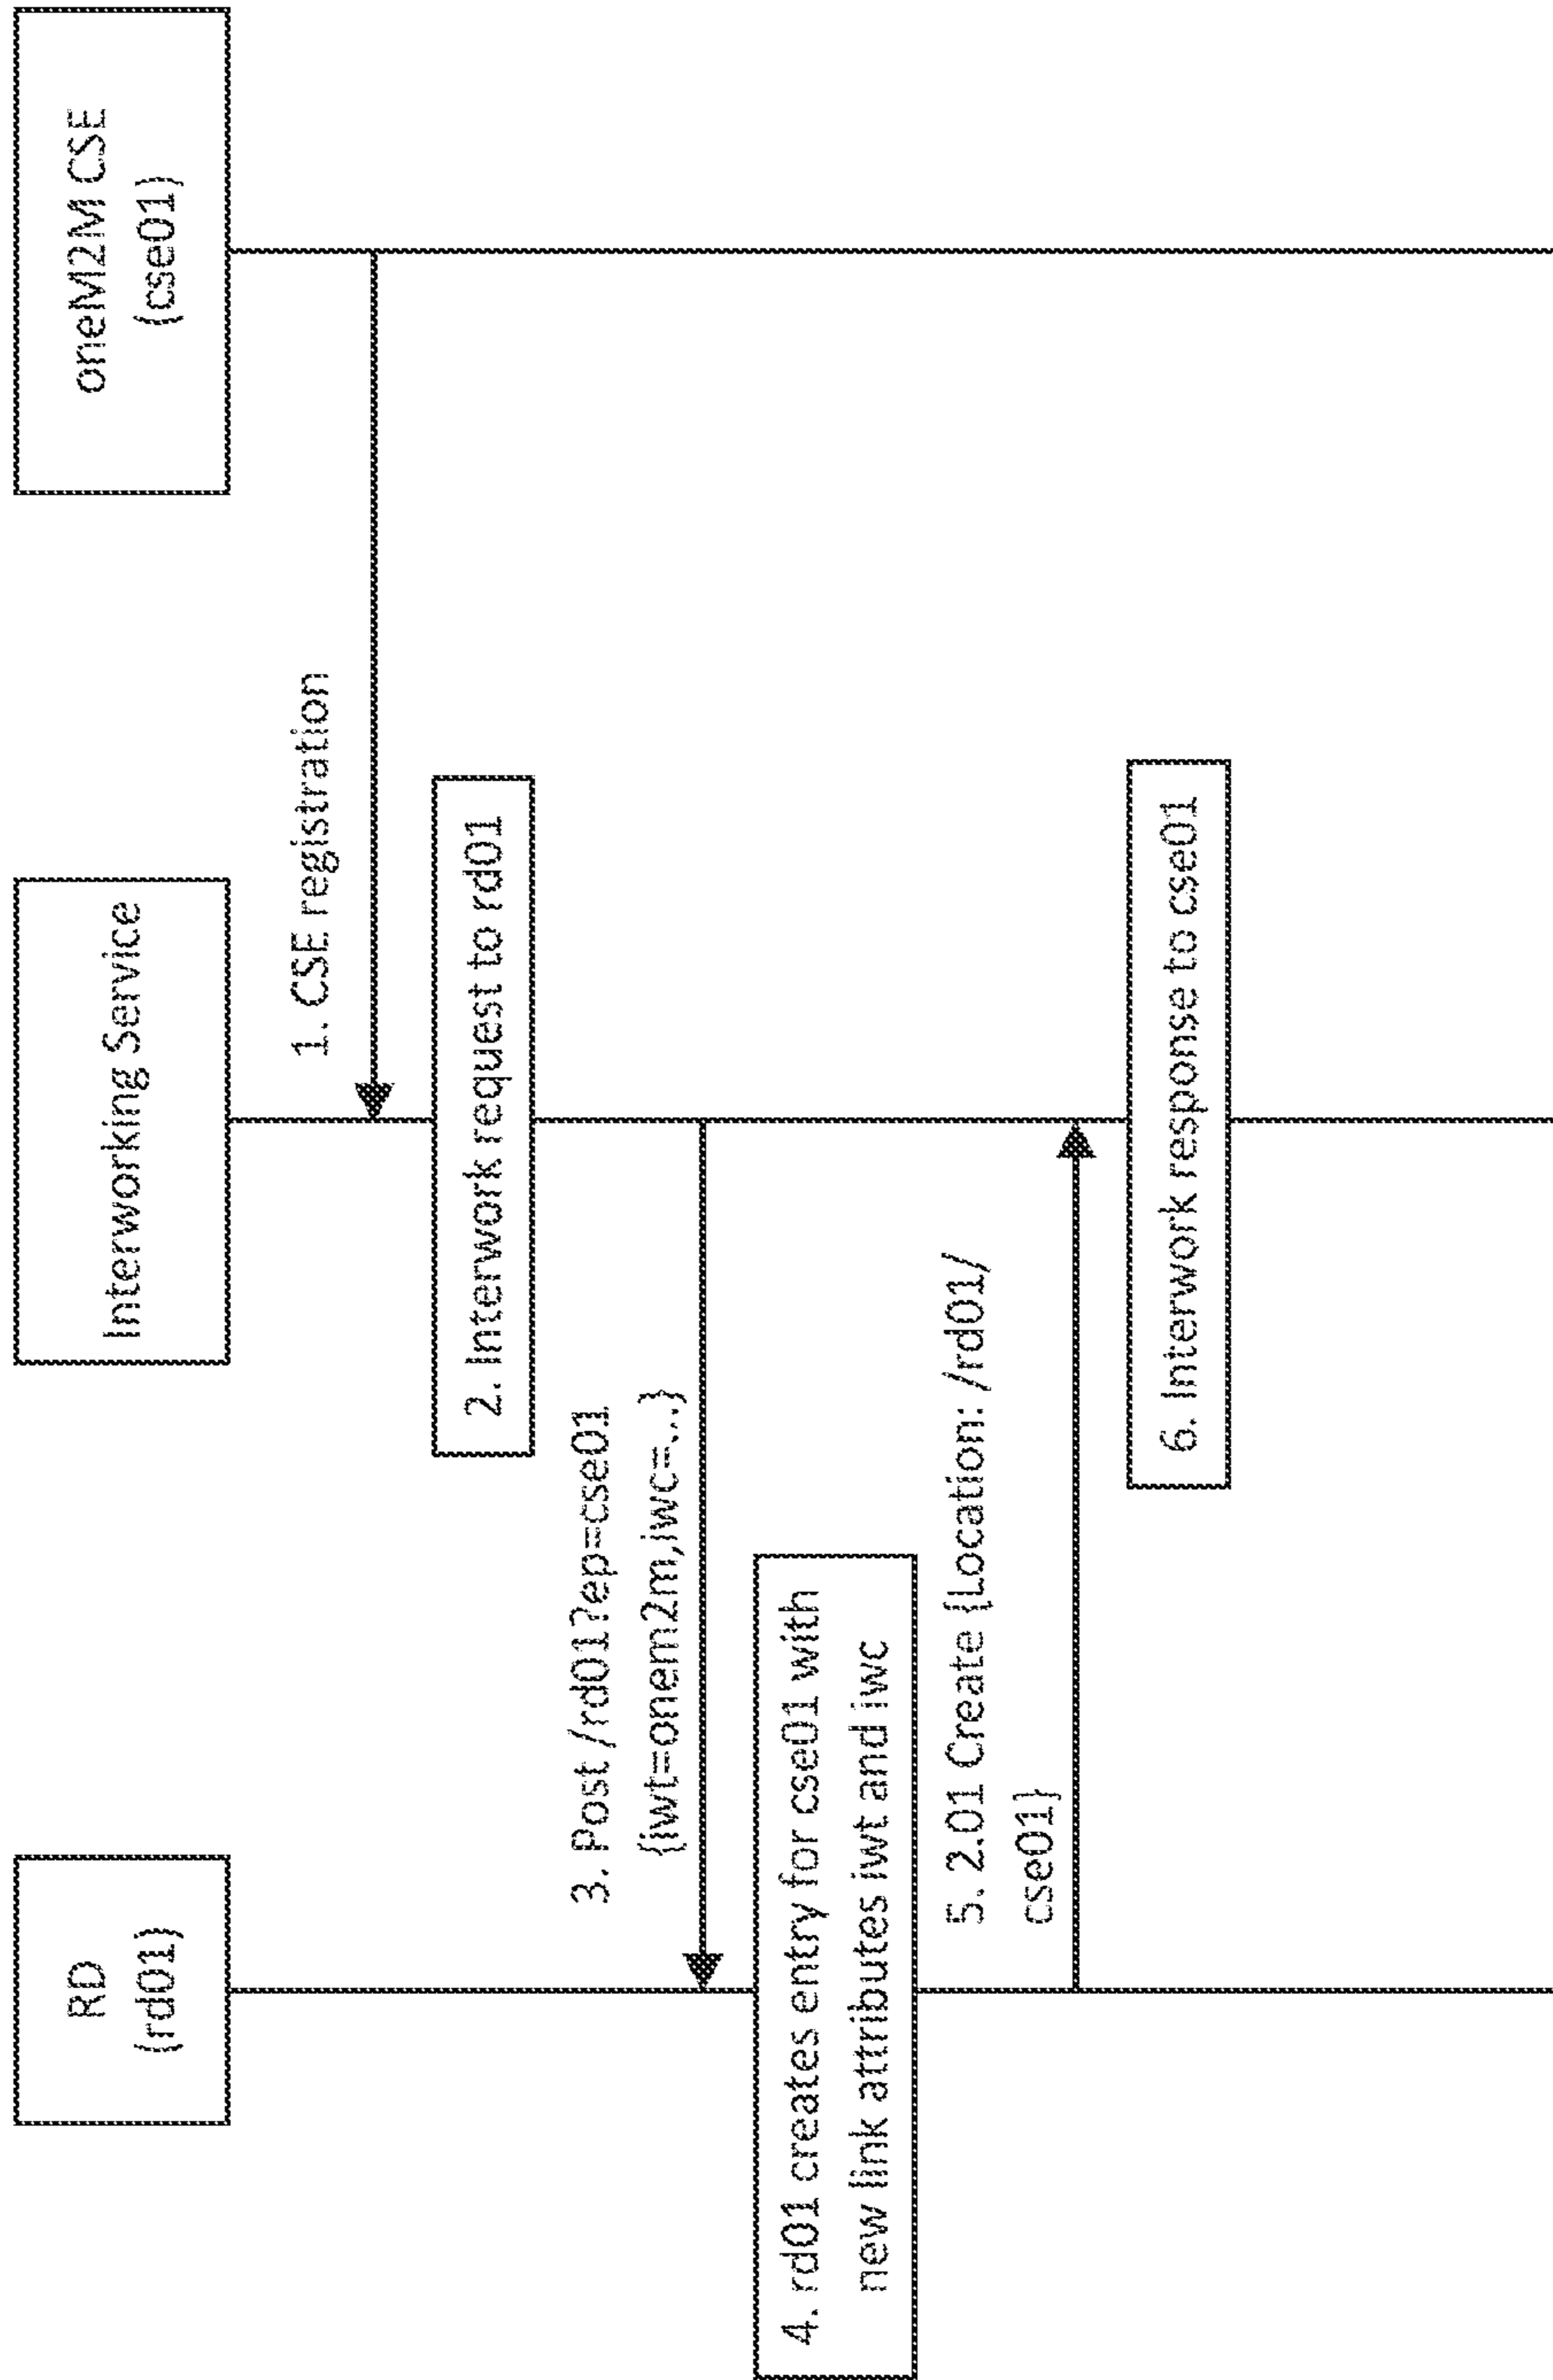 RD
(rd01)
Interworking Service
oneM2M CSE
(cse01)
1. CSE registration
2. Interwork request to rd01
3. Post /rd01?ep=cse01
{iwt=onem2m,iwc=...}
4. rd01 creates entry for cse01 with
new link attributes iwt and iwc
5. 2.01 Create {Location: /rd01/
cse01}
6. Interwork response to cse01